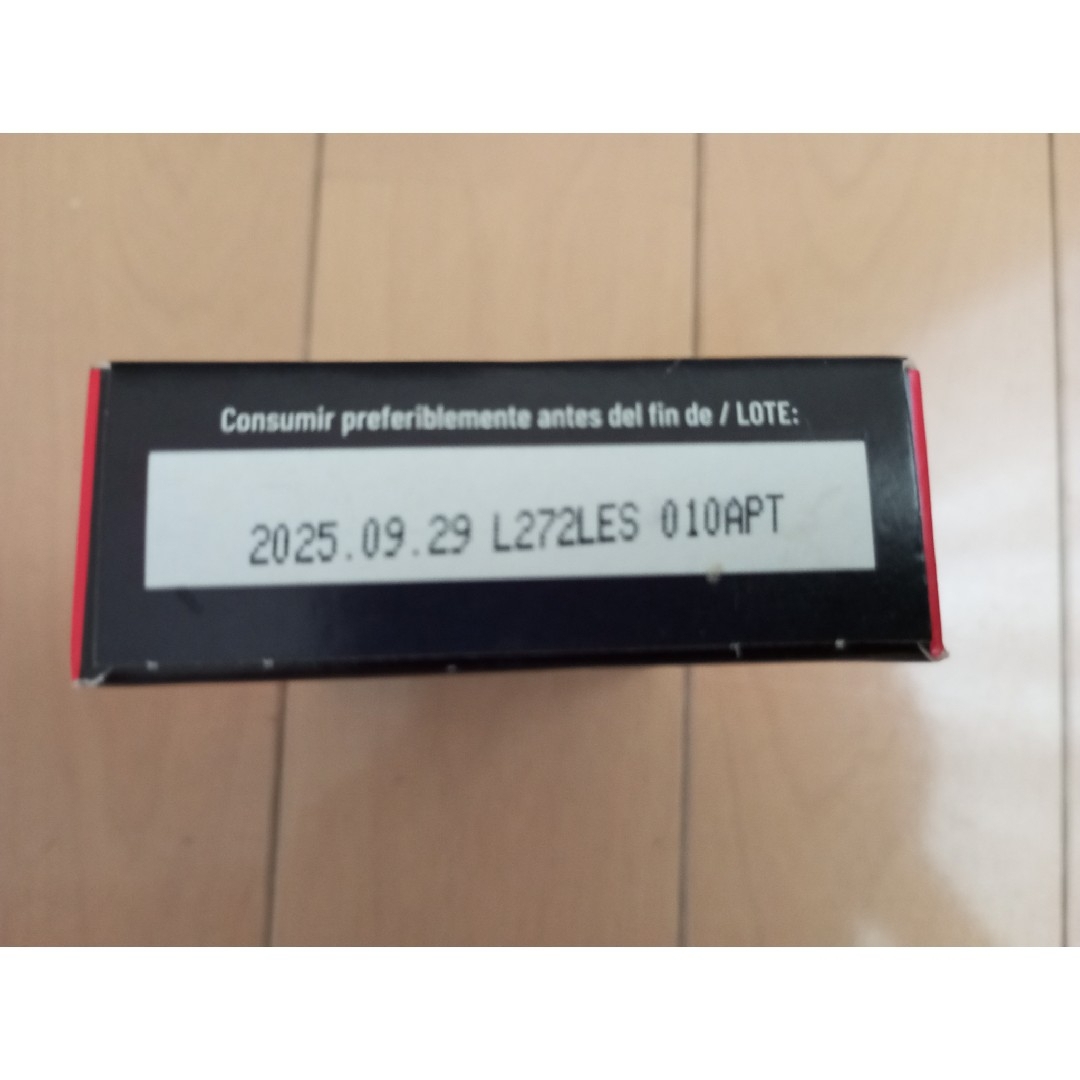 Consumir preferiblemente antes del fin de / LOTE:
2025.09.29 L272LES 010APT